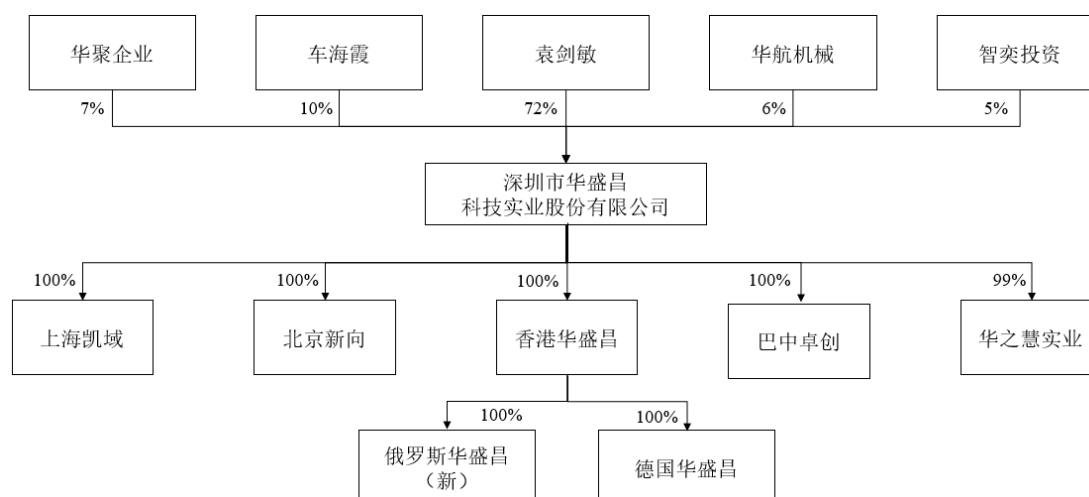 华聚企业
车海霞
袁剑敏
华航机械
智奕投资
7%
10%
72%
6%
5%
深圳市华盛昌
科技实业股份有限公司
100%
100%
100%
100%
99%
上海凯域
北京新向
香港华盛昌
巴中卓创
华之慧实业
100%
100%
俄罗斯华盛昌
（新）
德国华盛昌